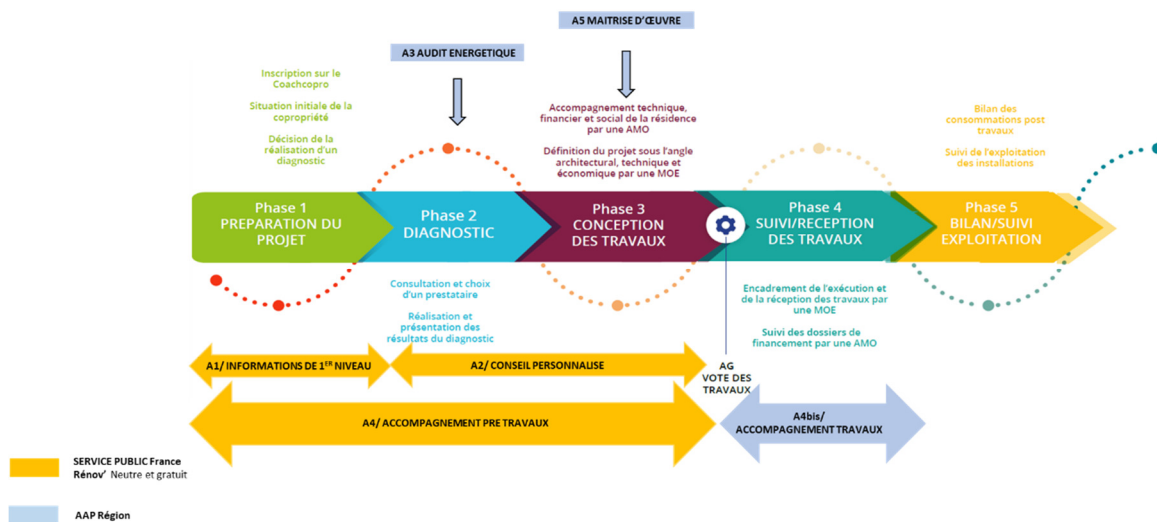 A5 MAITRISE D'ŒUVRE
A3 AUDIT ENERGETIQUE
Inscription sur le
Coachcopro
Situation initiale de la
copropriété
Décision de la
réalisation d'un
diagnostic
Accompagnement technique,
financier et social de la résidence
par une AMO
Définition du projet sous l'angle
architectural, technique et
économique par une MOE
Bilan des
consommations post
travaux
Suivi de l'exploitation
des installations
Phase 1
PREPARATION DU
PROJET
Phase 2
DIAGNOSTIC
Phase 3
CONCEPTION
DES TRAVAUX
Phase 4
SUIVI/RECEPTION
DES TRAVAUX
Phase 5
BILAN/SUIVI
EXPLOITATION
Consultation et choix
d'un prestataire
Réalisation et
présentation des
résultats du diagnostic
Encadrement de l'exécution et
de la réception des travaux par
une MOE
Suivi des dossiers de
financement par une AMO
A1/ INFORMATIONS DE 1ER NIVEAU
A2/ CONSEIL PERSONNALISE
AG
VOTE DES
TRAVAUX
A4/ ACCOMPAGNEMENT PRE TRAVAUX
A4bis/
ACCOMPAGNEMENT TRAVAUX
SERVICE PUBLIC France
Rénov' Neutre et gratuit
AAP Région